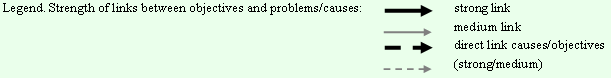 Legend. Strength of links between objectives and problems/causes:
strong link
medium link
direct link causes/objectives
(strong/medium)